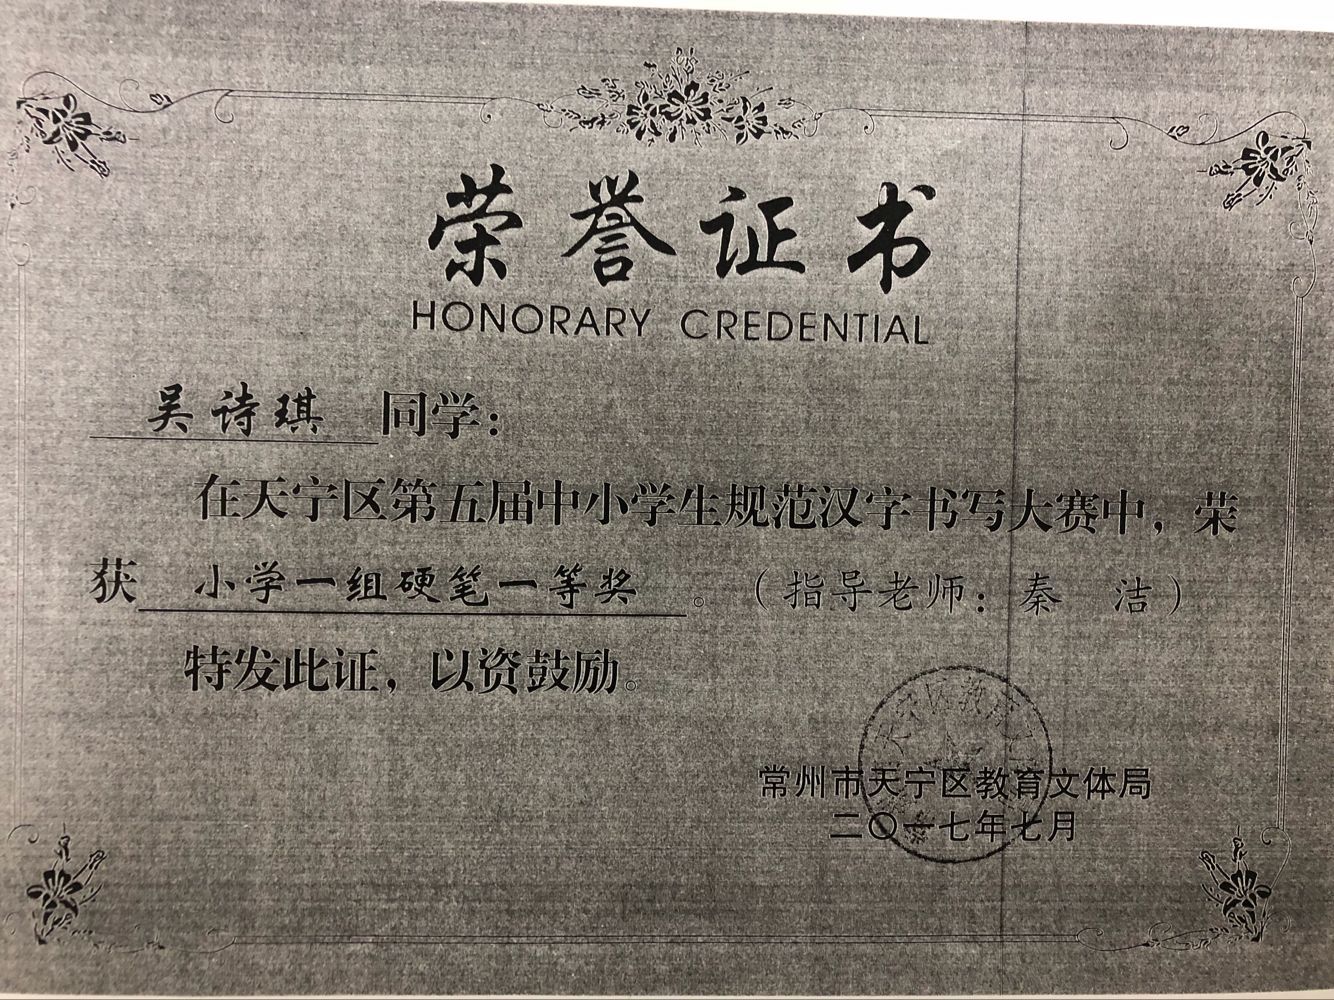 荣誉证书
HONORARY CREDENTIAL
吴诗琪 同学：
在天宁区第五届中小学生规范汉字书写大赛中，荣
获 小学一组硬笔一等奖 。（指导老师：秦 洁）
特发此证，以资鼓励。
常州市天宁区教育文体局
二〇一七年七月